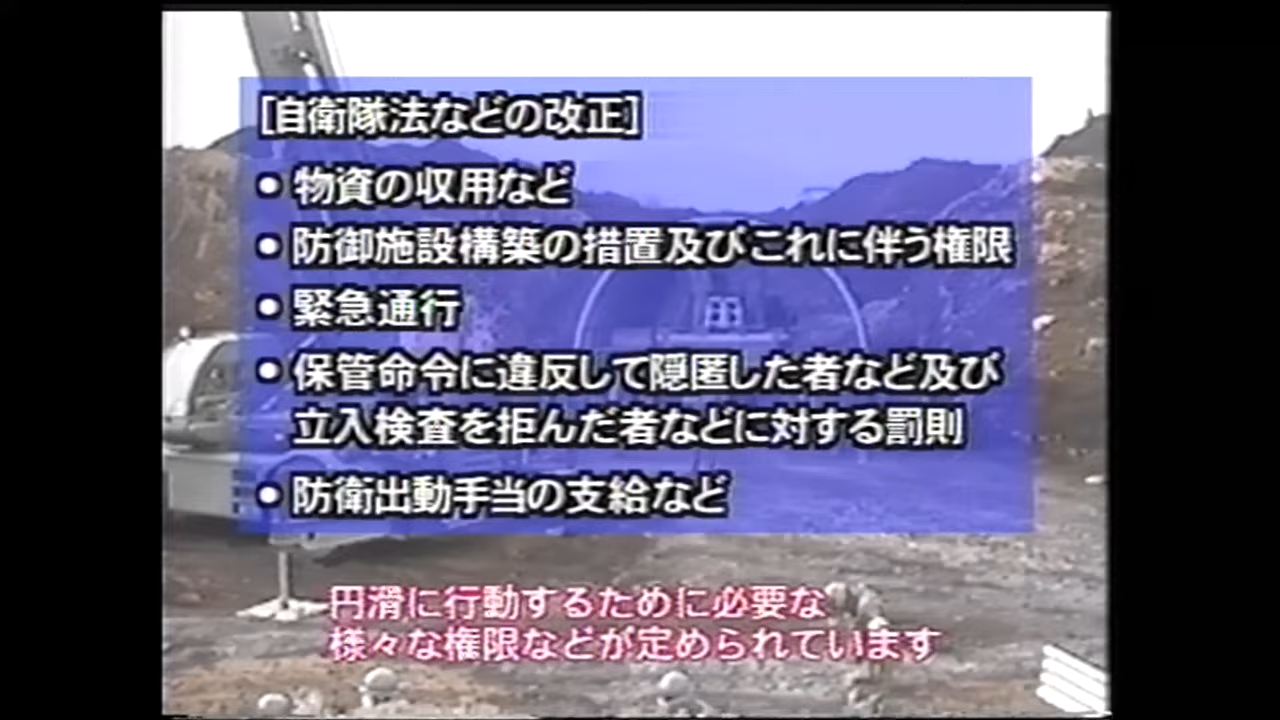 [自衛隊法などの改正]
• 物資の収用など
• 防御施設構築の措置及びこれに伴う権限
• 緊急通行
• 保管命令に違反して隠匿した者など及び
立入検査を拒んだ者などに対する罰則
• 防衛出動手当の支給など
円滑に行動するために必要な
様々な権限などが定められています